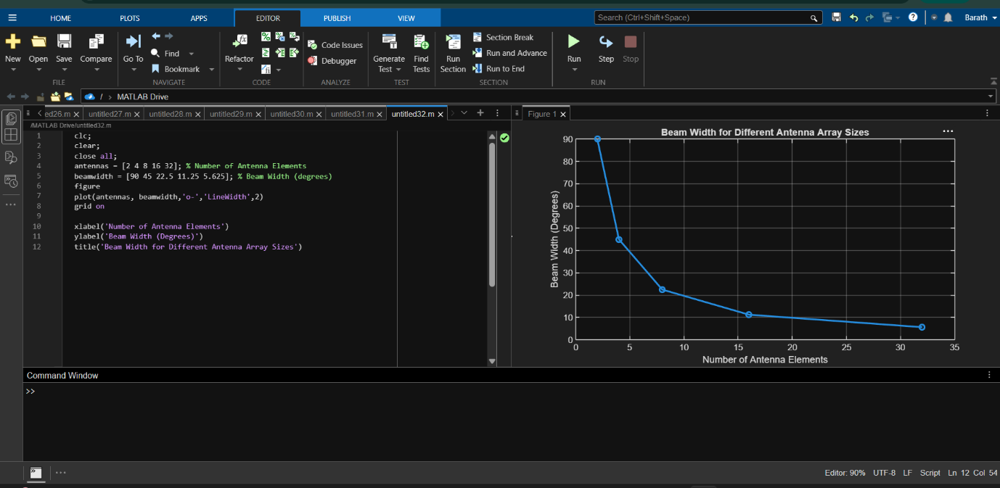 HOME PLOTS APPS EDITOR PUBLISH VIEW Search (Ctrl+Shift+Space) Barath
New Open Save Compare Go To Find Bookmark Refactor Code Issues Debugger Generate Test Find Tests Run Section Section Break Run and Advance Run to End Run Step Stop
FILE NAVIGATE CODE ANALYZE TEST SECTION RUN
/ > MATLAB Drive
ed26.m × untitled27.m × untitled28.m × untitled29.m × untitled30.m × untitled31.m × untitled32.m ×
/MATLAB Drive/untitled32.m
1 clc;
2 clear;
3 close all;
4 antennas = [2 4 8 16 32]; % Number of Antenna Elements
5 beamwidth = [90 45 22.5 11.25 5.625]; % Beam Width (degrees)
6 figure
7 plot(antennas, beamwidth,'o-','LineWidth',2)
8 grid on
9
10 xlabel('Number of Antenna Elements')
11 ylabel('Beam Width (Degrees)')
12 title('Beam Width for Different Antenna Array Sizes')
Figure 1 ×
Beam Width for Different Antenna Array Sizes
Beam Width (Degrees)
90
80
70
60
50
40
30
20
10
0
0 5 10 15 20 25 30 35
Number of Antenna Elements
Command Window
>>
Editor: 90% UTF-8 LF Script Ln 12 Col 54